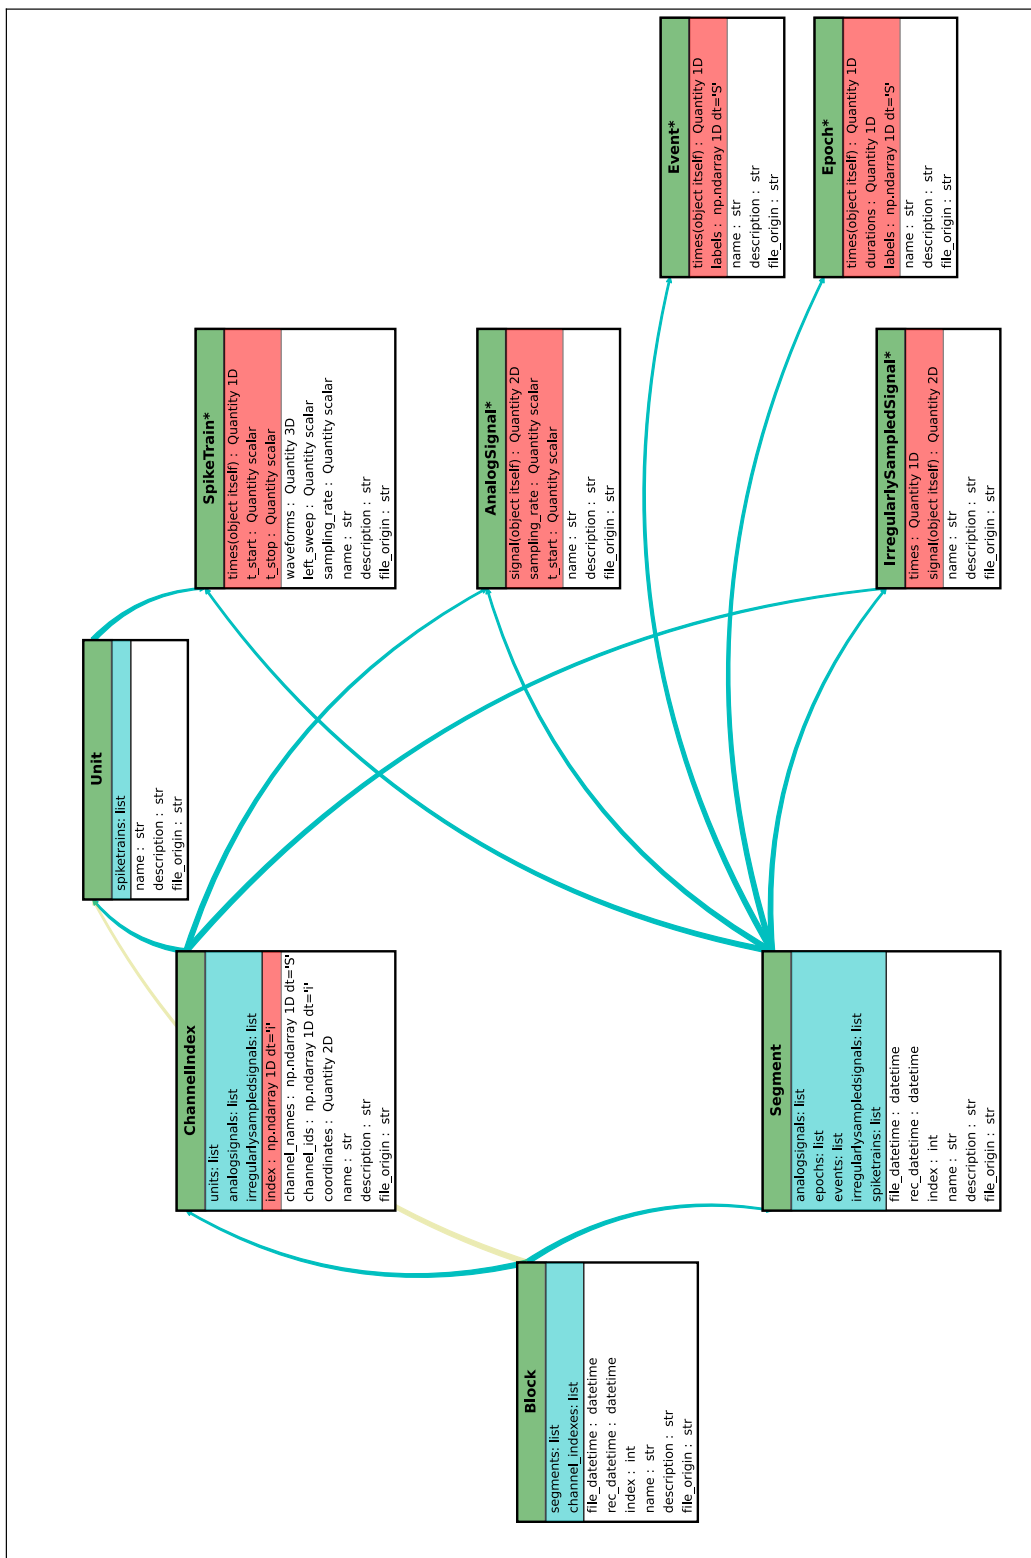 Block
segments: list
channel_indexes: list
file_datetime : datetime
rec_datetime : datetime
index : int
name : str
description : str
file_origin : str
ChannelIndex
units: list
analogsignals: list
irregularlysampledsignals: list
index : np.ndarray 1D dt='i'
channel_names : np.ndarray 1D dt='S'
channel_ids : np.ndarray 1D dt='i'
coordinates : Quantity 2D
name : str
description : str
file_origin : str
Segment
analogsignals: list
epochs: list
events: list
irregularlysampledsignals: list
spiketrains: list
file_datetime : datetime
rec_datetime : datetime
index : int
name : str
description : str
file_origin : str
Unit
spiketrains: list
name : str
description : str
file_origin : str
SpikeTrain*
times(object itself) : Quantity 1D
t_start : Quantity scalar
t_stop : Quantity scalar
waveforms : Quantity 3D
left_sweep : Quantity scalar
sampling_rate : Quantity scalar
name : str
description : str
file_origin : str
AnalogSignal*
signal(object itself) : Quantity 2D
sampling_rate : Quantity scalar
t_start : Quantity scalar
name : str
description : str
file_origin : str
IrregularlySampledSignal*
times : Quantity 1D
signal(object itself) : Quantity 2D
name : str
description : str
file_origin : str
Event*
times(object itself) : Quantity 1D
labels : np.ndarray 1D dt='S'
name : str
description : str
file_origin : str
Epoch*
times(object itself) : Quantity 1D
durations : Quantity 1D
labels : np.ndarray 1D dt='S'
name : str
description : str
file_origin : str